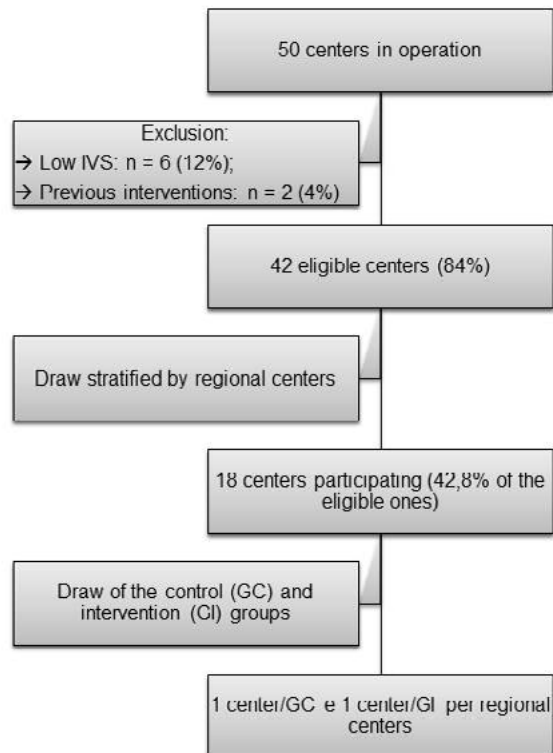 50 centers in operation
Exclusion:
→ Low IVS: n = 6 (12%);
→ Previous interventions: n = 2 (4%)
42 eligible centers (84%)
Draw stratified by regional centers
18 centers participating (42,8% of the
eligible ones)
Draw of the control (GC) and
intervention (CI) groups
1 center/GC e 1 center/GI per regional
centers